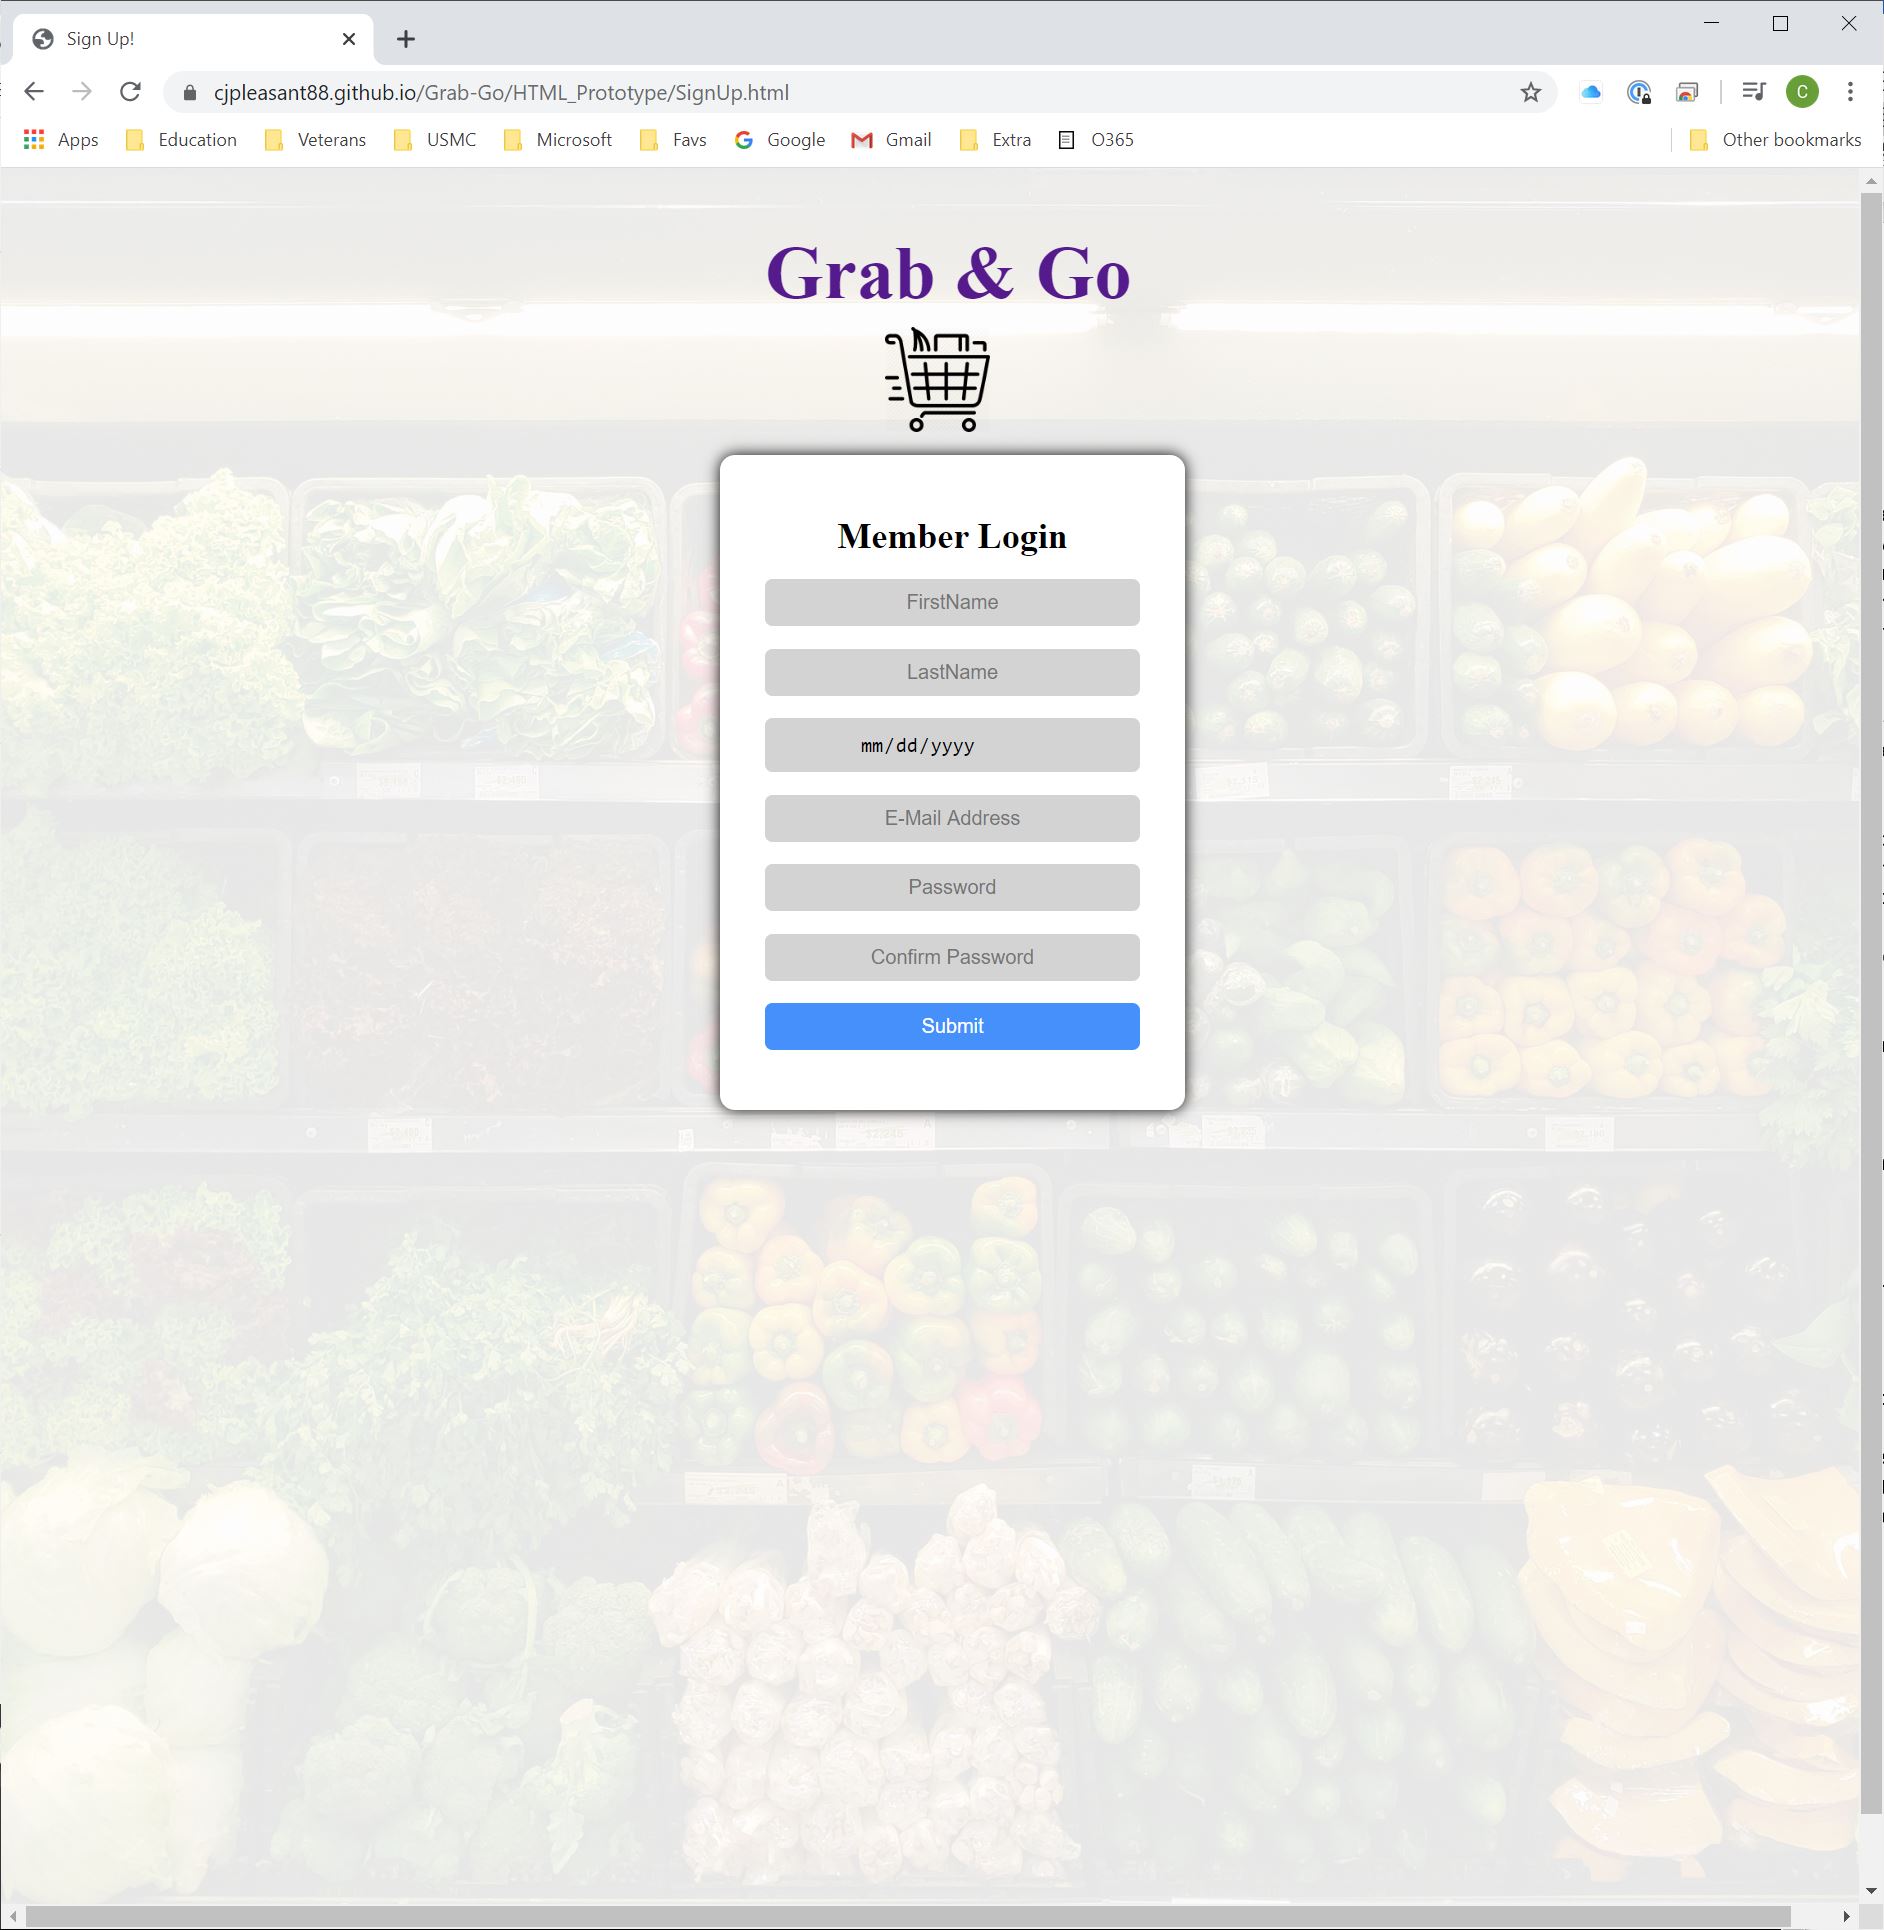 Sign Up!
cjpleasant88.github.io/Grab-Go/HTML_Prototype/SignUp.html
C
Apps Education Veterans USMC Microsoft Favs Google Gmail Extra O365 Other bookmarks
Grab & Go
Member Login
FirstName
LastName
mm/dd/yyyy
E-Mail Address
Password
Confirm Password
Submit